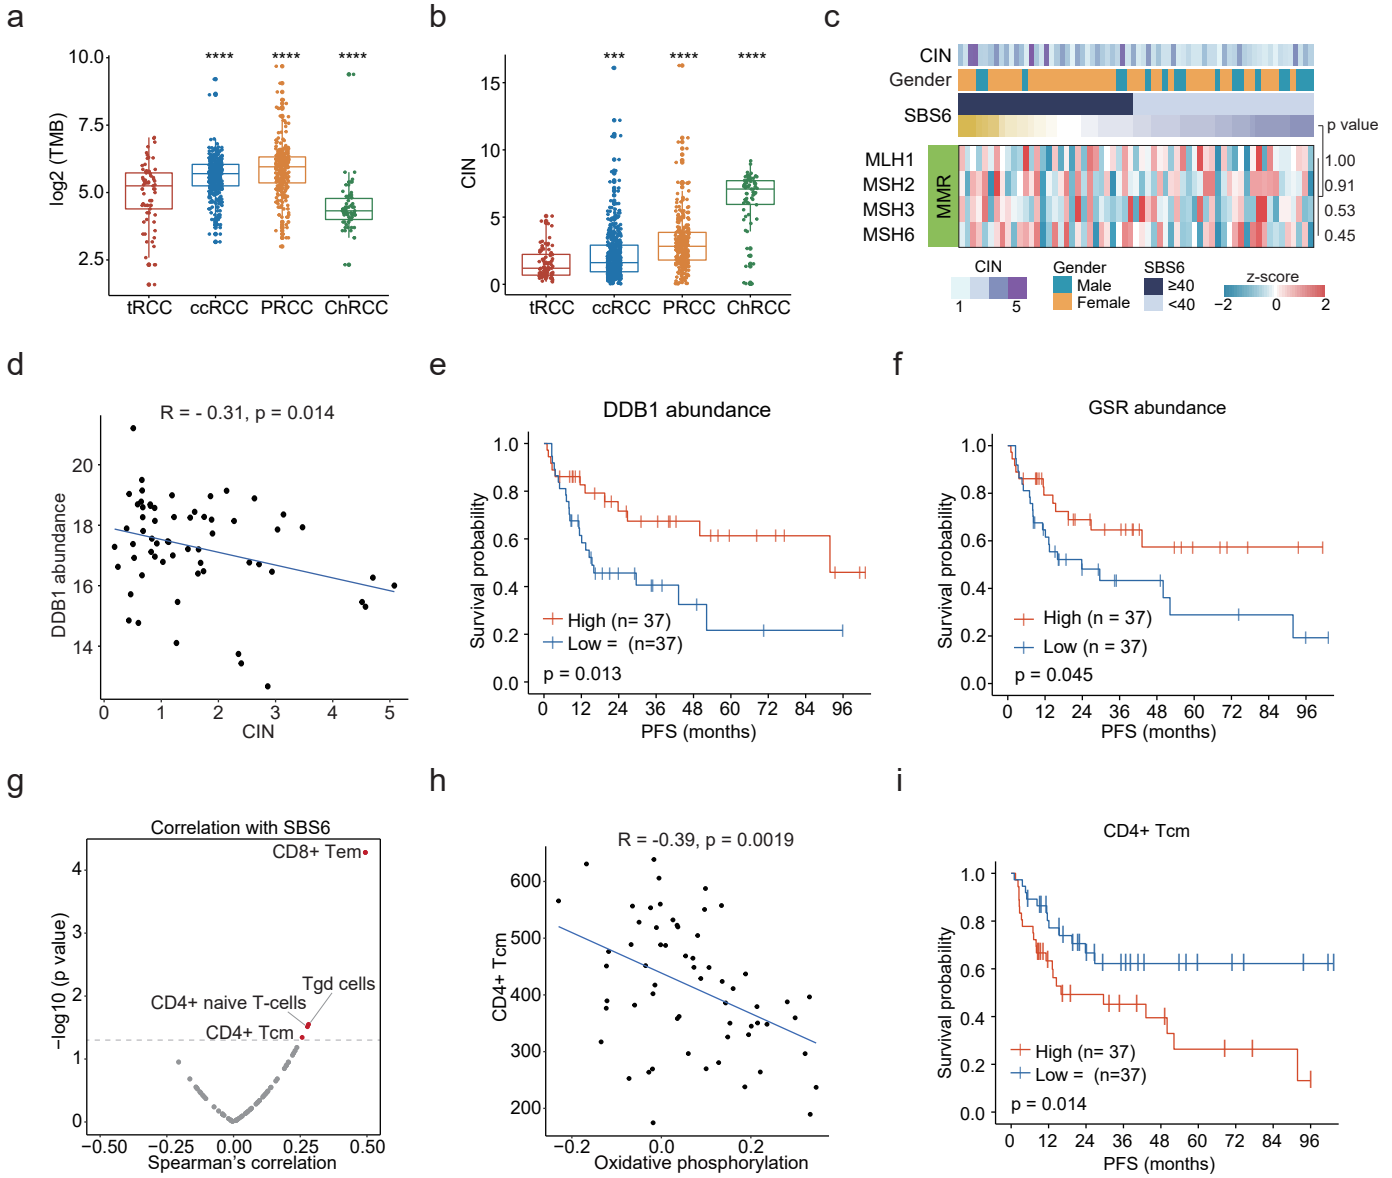 a
log2 (TMB)
10.0
7.5
5.0
2.5
**** **** ****
tRCC ccRCC PRCC ChRCC
b
CIN
15
10
5
0
*** **** ****
tRCC ccRCC PRCC ChRCC
c
CIN
Gender
SBS6
p value
MMR
MLH1 1.00
MSH2 0.91
MSH3 0.53
MSH6 0.45
CIN
1 5
Gender
Male
Female
SBS6
≥40
<40
z-score
−2 0 2
d
R = - 0.31, p = 0.014
DDB1 abundance
20
18
16
14
0 1 2 3 4 5
CIN
e
DDB1 abundance
Survival probability
1.0
0.8
0.6
0.4
0.2
0.0
High (n= 37)
Low = (n=37)
p = 0.013
0 12 24 36 48 60 72 84 96
PFS (months)
f
GSR abundance
Survival probability
1.0
0.8
0.6
0.4
0.2
0.0
High (n = 37)
Low (n = 37)
p = 0.045
0 12 24 36 48 60 72 84 96
PFS (months)
g
Correlation with SBS6
−log10 (p value)
4
3
2
1
0
CD8+ Tem
Tgd cells
CD4+ naive T-cells
CD4+ Tcm
−0.50 −0.25 0.00 0.25 0.50
Spearman’s correlation
h
R = -0.39, p = 0.0019
CD4+ Tcm
600
500
400
300
200
−0.2 0.0 0.2
Oxidative phosphorylation
i
CD4+ Tcm
Survival probability
1.0
0.8
0.6
0.4
0.2
0.0
High (n= 37)
Low = (n=37)
p = 0.014
0 12 24 36 48 60 72 84 96
PFS (months)